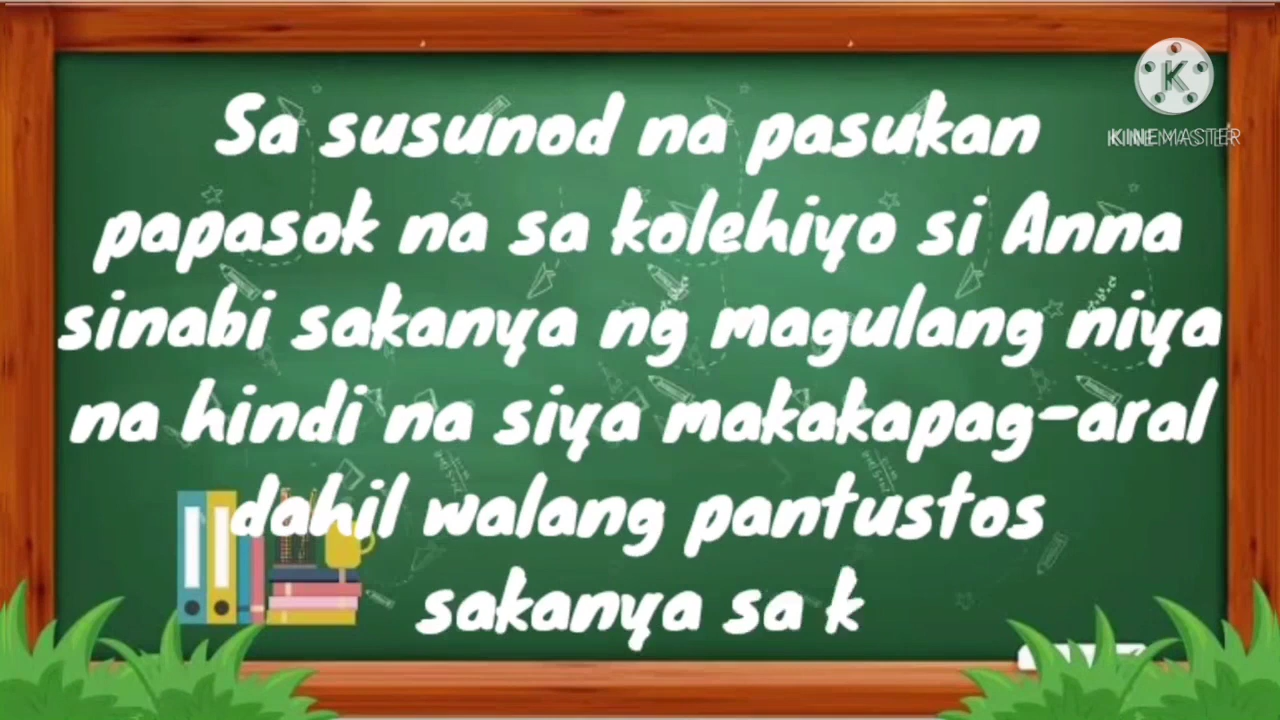 Sa susunod na pasukan
papasok na sa kolehiyo si Anna
sinabi sakanya ng magulang niya
na hindi na siya makakapag-aral
dahil walang pantustos
sakanya sa k
K
KINEMASTER